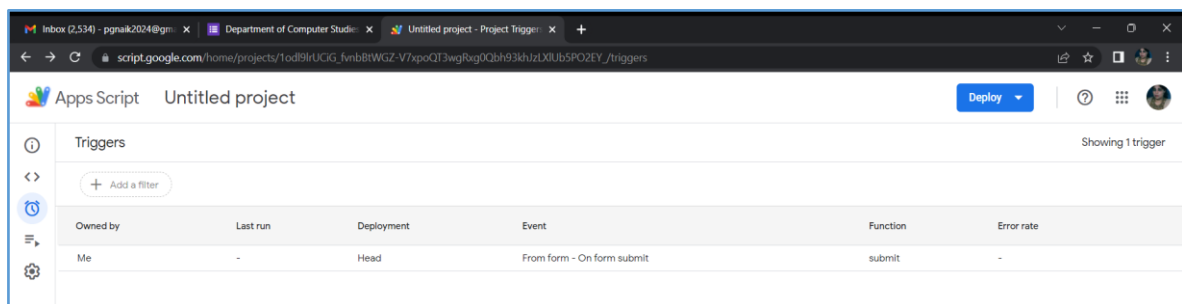 Inbox (2,534) - pgnaik2024@gm
Department of Computer Studie
Untitled project - Project Trigger
script.google.com/home/projects/1odl9lrUCiG_fvnbBtWGZ-V7xpoQT3wgRxg0Qbh93khJzLXlUb5PO2EY_/triggers
Apps Script Untitled project
Deploy
Triggers
Showing 1 trigger
+ Add a filter
Owned by Last run Deployment Event Function Error rate
Me - Head From form - On form submit submit -